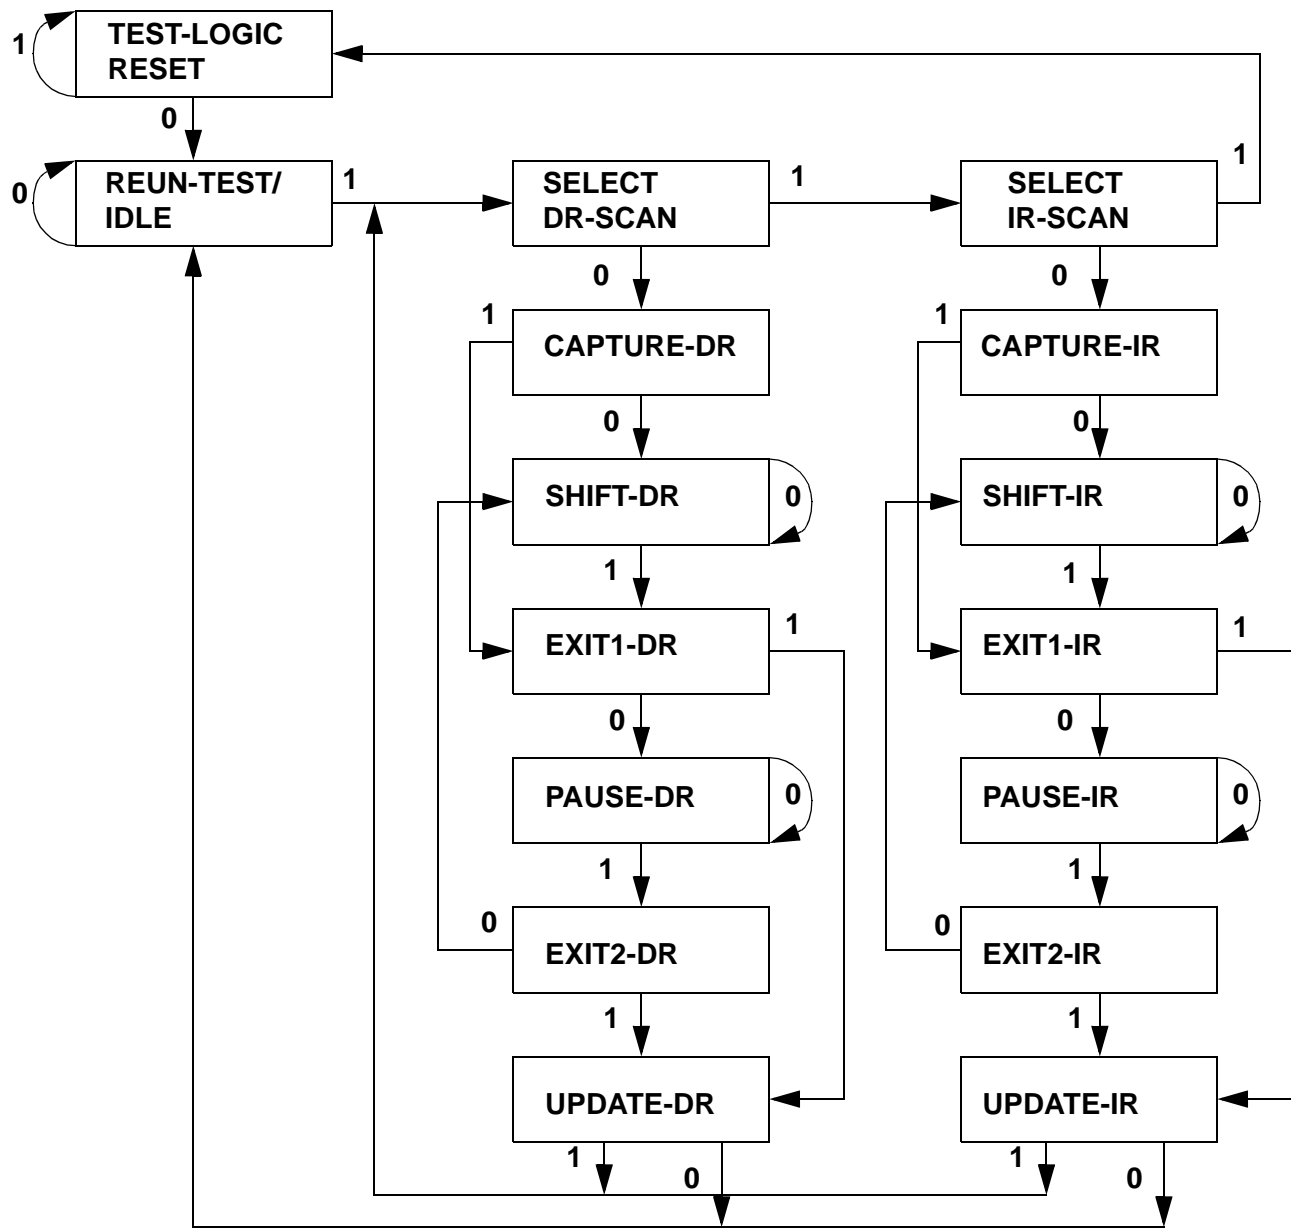 TEST-LOGIC
RESET
1
0
REUN-TEST/
IDLE
0
1
SELECT
DR-SCAN
1
SELECT
IR-SCAN
1
0
0
1
CAPTURE-DR
1
CAPTURE-IR
0
0
SHIFT-DR
0
SHIFT-IR
0
1
1
EXIT1-DR
1
EXIT1-IR
1
0
0
PAUSE-DR
0
PAUSE-IR
0
1
1
0
EXIT2-DR
0
EXIT2-IR
1
1
UPDATE-DR
UPDATE-IR
1
0
1
0